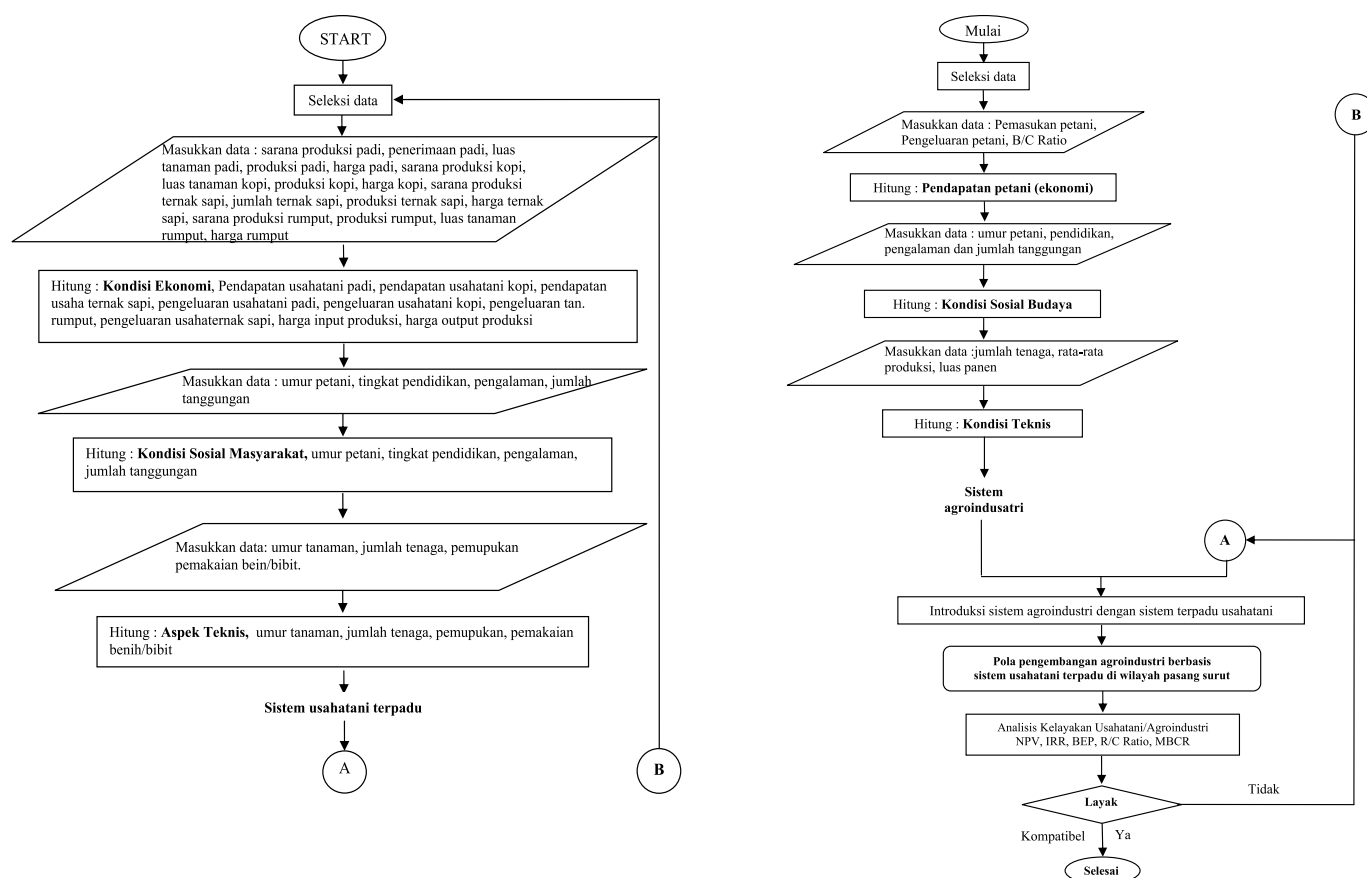 START
Seleksi data
Masukkan data : sarana produksi padi, penerimaan padi, luas
tanaman padi, produksi padi, harga padi, sarana produksi kopi,
luas tanaman kopi, produksi kopi, harga kopi, sarana produksi
ternak sapi, jumlah ternak sapi, produksi ternak sapi, harga ternak
sapi, sarana produksi rumput, produksi rumput, luas tanaman
rumput, harga rumput
Hitung : Kondisi Ekonomi, Pendapatan usahatani padi, pendapatan usahatani kopi, pendapatan
usaha ternak sapi, pengeluran usahatani padi, pengeluran usahatani kopi, pengeluran tan.
rumput, pengeluran usahaternak sapi, harga input produksi, harga output produksi
Masukkan data : umur petani, tingkat pendidikan, pengalaman, jumlah
tanggungan
Hitung : Kondisi Sosial Masyarakat, umur petani, tingkat pendidikan, pengalaman,
jumlah tanggungan
Masukkan data: umur tanaman, jumlah tenaga, pemupukan
pemakaian bein/bibit.
Hitung : Aspek Teknis, umur tanaman, jumlah tenaga, pemupukan, pemakaian
benih/bibit
Sistem usahatani terpadu
A
B
Mulai
Seleksi data
Masukkan data : Pemasukan petani,
Pengeluaran petani, B/C Ratio
Hitung : Pendapatan petani (ekonomi)
Masukkan data : umur petani, pendidikan,
pengalaman dan jumlah tanggungan
Hitung : Kondisi Sosial Budaya
Masukkan data :jumlah tenaga, rata-rata
produksi, luas panen
Hitung : Kondisi Teknis
Sistem
agroindusatri
A
B
Introduksi sistem agroindustri dengan sistem terpadu usahatani
Pola pengembangan agroindustri berbasis
sistem usahatani terpadu di wilayah pasang surut
Analisis Kelayakan Usahatani/Agroindustri
NPV, IRR, BEP, R/C Ratio, MBCR
Layak
Tidak
Kompatibel
Ya
Selesai